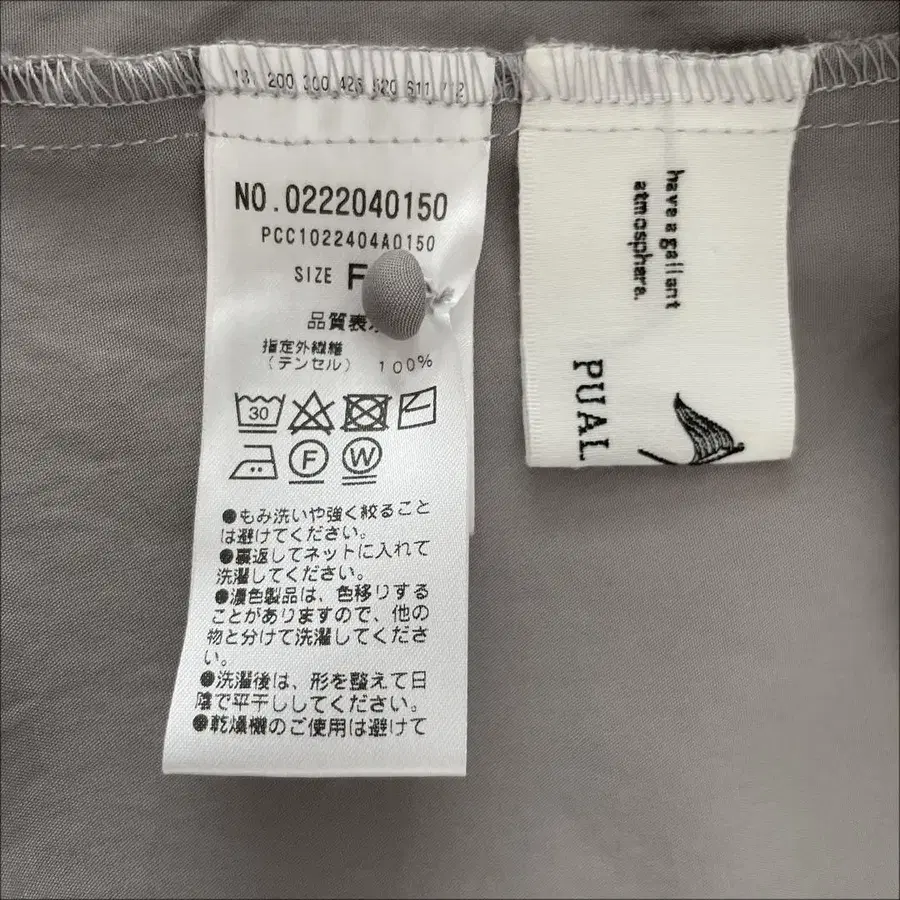 200 300 426 520 611
NO.0222040150
PCC1022404A0150
SIZE F
品質表
指定外繊維
(テンセル) 100%
30
F W
●もみ洗いや強く絞ること
は避けてください。
●裏返してネットに入れて
洗濯してください。
●濃色製品は、色移りする
ことがありますので、他の
物と分けて洗濯してくださ
い。
●洗濯後は、形を整えて日
陰で平干ししてください。
●乾燥機のご使用は避けて
have a gallant
atmosphere.
PUAL